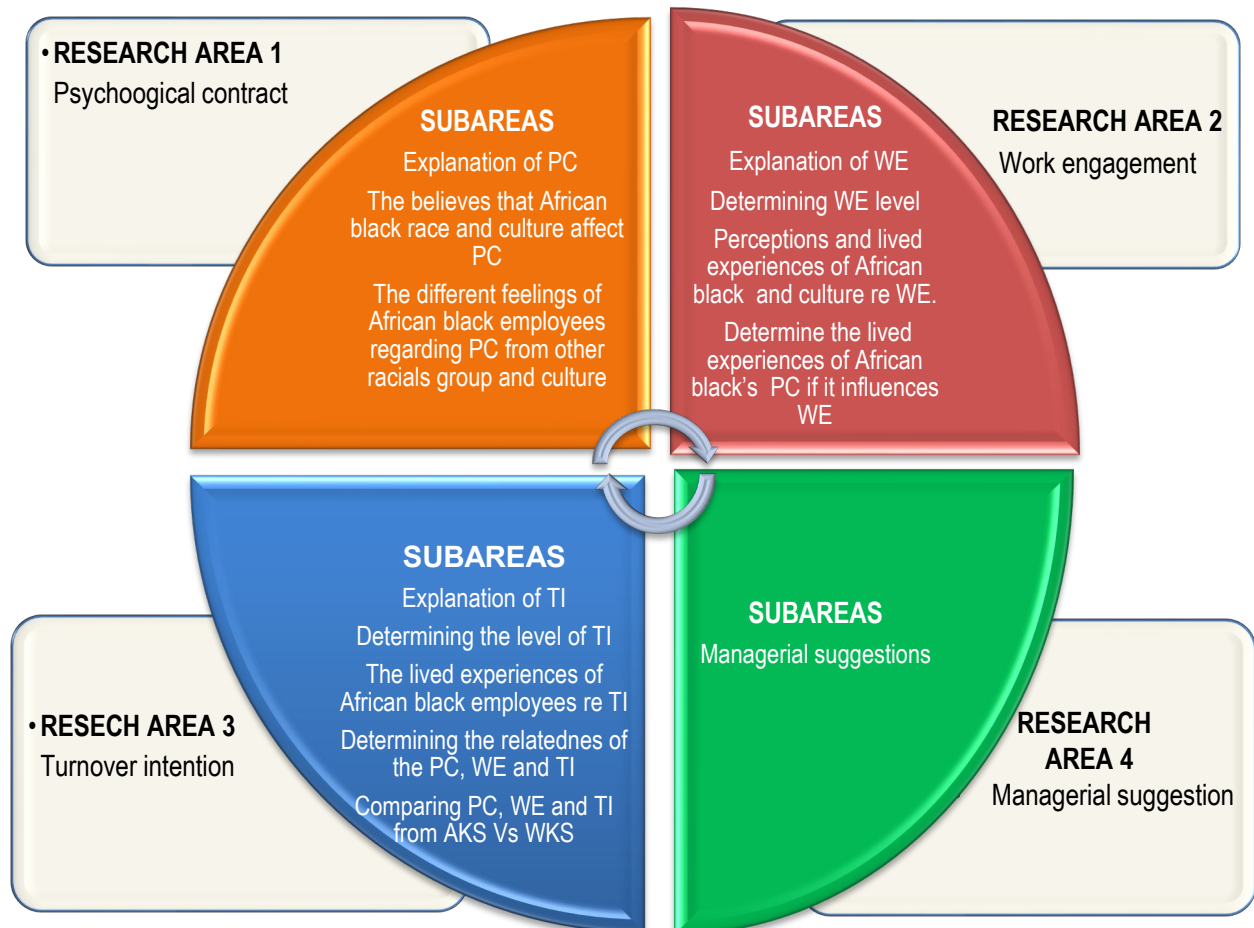 • RESEARCH AREA 1
Psychoogical contract
SUBAREAS
Explanation of PC
The believes that African
black race and culture affect
PC
The different feelings of
African black employees
regarding PC from other
racials group and culture
SUBAREAS
Explanation of WE
Determining WE level
Perceptions and lived
experiences of African
black and culture re WE.
Determine the lived
experiences of African
black's PC if it influences
WE
RESEARCH AREA 2
Work engagement
• RESECH AREA 3
Turnover intention
SUBAREAS
Explanation of TI
Determining the level of TI
The lived experiences of
African black employees re TI
Determining the relatednes of
the PC, WE and TI
Comparing PC, WE and TI
from AKS Vs WKS
SUBAREAS
Managerial suggestions
RESEARCH
AREA 4
Managerial suggestion